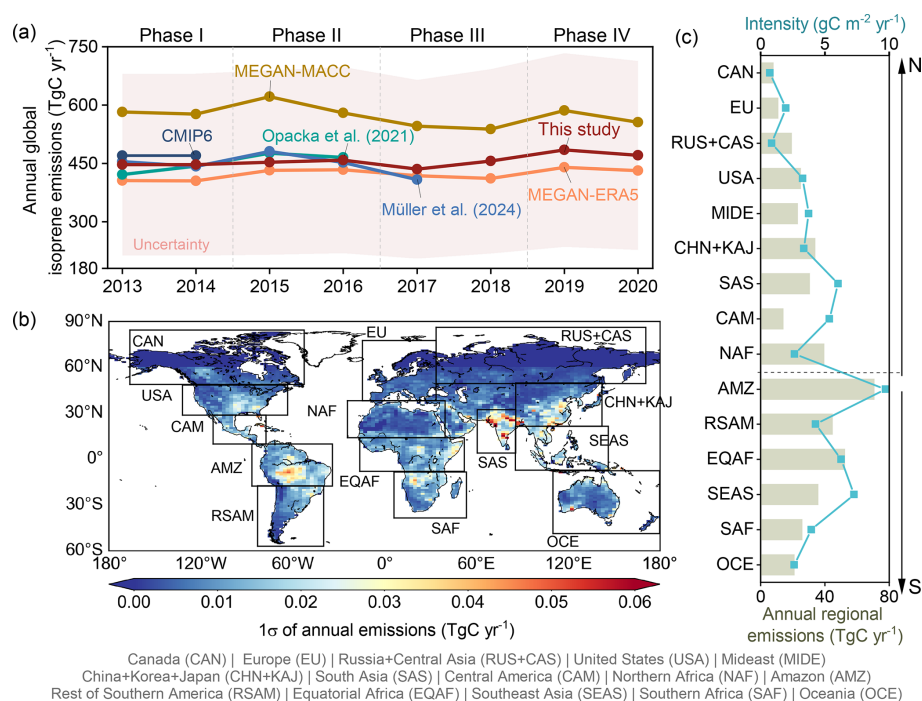 (a)
Phase I
Phase II
Phase III
Phase IV
Annual global
isoprene emissions (TgC yr-1)
750
600
450
300
180
MEGAN-MACC
CMIP6
Opacka et al. (2021)
This study
Müller et al. (2024)
MEGAN-ERA5
Uncertainty
2013 2014 2015 2016 2017 2018 2019 2020
(b)
90°N
60°N
30°N
0°
30°S
60°S
CAN
EU
RUS+CAS
USA
NAF
CHN+KAJ
CAM
SEAS
SAS
AMZ
EQAF
RSAM
SAF
OCE
180° 120°W 60°W 0° 60°E 120°E 180°
0.00 0.01 0.02 0.03 0.04 0.05 0.06
1σ of annual emissions (TgC yr-1)
(c)
Intensity (gC m-2 yr-1)
0 5 10
N
CAN
EU
RUS+CAS
USA
MIDE
CHN+KAJ
SAS
CAM
NAF
AMZ
RSAM
EQAF
SEAS
SAF
OCE
S
0 40 80
Annual regional
emissions (TgC yr-1)
Canada (CAN) | Europe (EU) | Russia+Central Asia (RUS+CAS) | United States (USA) | Mideast (MIDE)
China+Korea+Japan (CHN+KAJ) | South Asia (SAS) | Central America (CAM) | Northern Africa (NAF) | Amazon (AMZ)
Rest of Southern America (RSAM) | Equatorial Africa (EQAF) | Southeast Asia (SEAS) | Southern Africa (SAF) | Oceania (OCE)